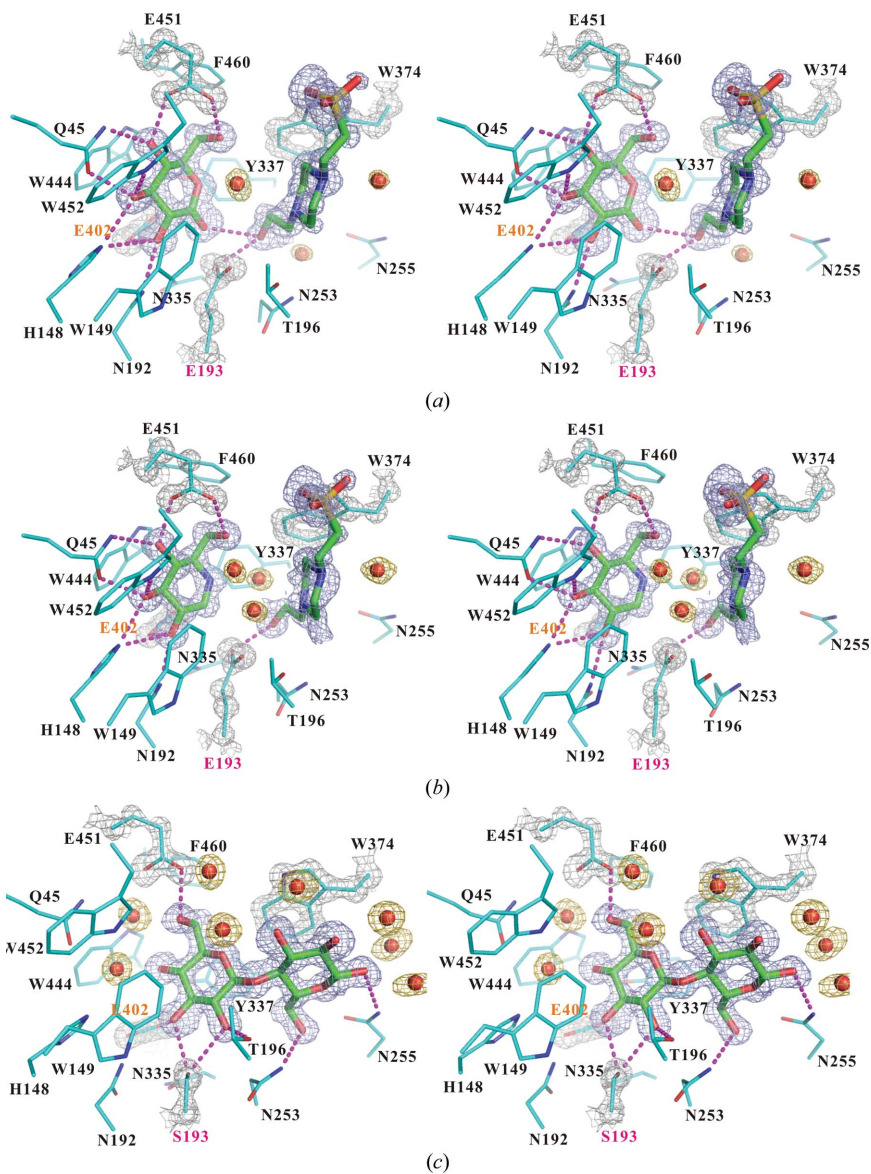 E451 E451
F460 F460
W374 W374
Q45 Q45
Y337 Y337
W444 W444
W452 W452
E402 E402
N255 N255
N335 N335
N253 N253
H148 W149 T196 H148 W149 T196
N192 N192
E193 E193
(a)
E451 E451
F460 F460
W374 W374
Q45 Y337 Q45 Y337
W444 W444
W452 W452
E402 E402
N255 N255
N335 N335
N253 N253
H148 T196 H148 T196
W149 W149
N192 N192
E193 E193
(b)
E451 F460 W374 E451 F460 W374
Q45 Q45
W452 W452
W444 W444
E402 Y337 E402 Y337
T196 T196
W149 N335 N255 W149 N335 N255
H148 H148
N253 N253
N192 N192
S193 S193
(c)